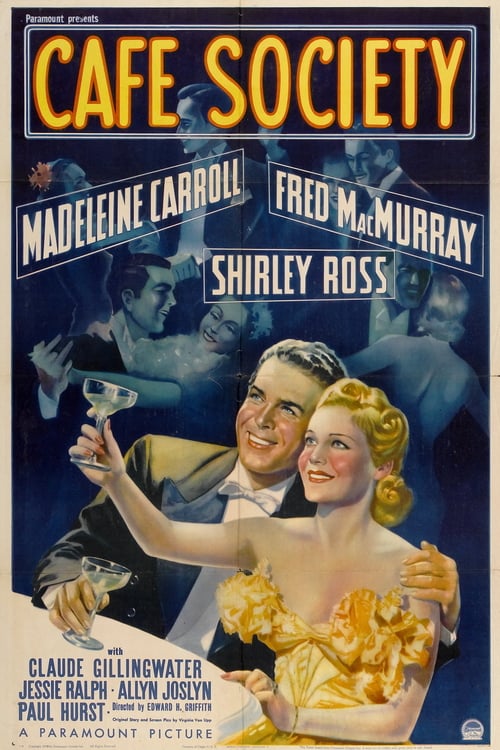 Paramount presents
CAFE SOCIETY
MADELEINE CARROLL
FRED MACMURRAY
SHIRLEY ROSS
with
CLAUDE GILLINGWATER
JESSIE RALPH · ALLYN JOSLYN
PAUL HURST · Directed by EDWARD H. GRIFFITH
Original Story and Screen Play by Virginia Van Upp
A PARAMOUNT PICTURE